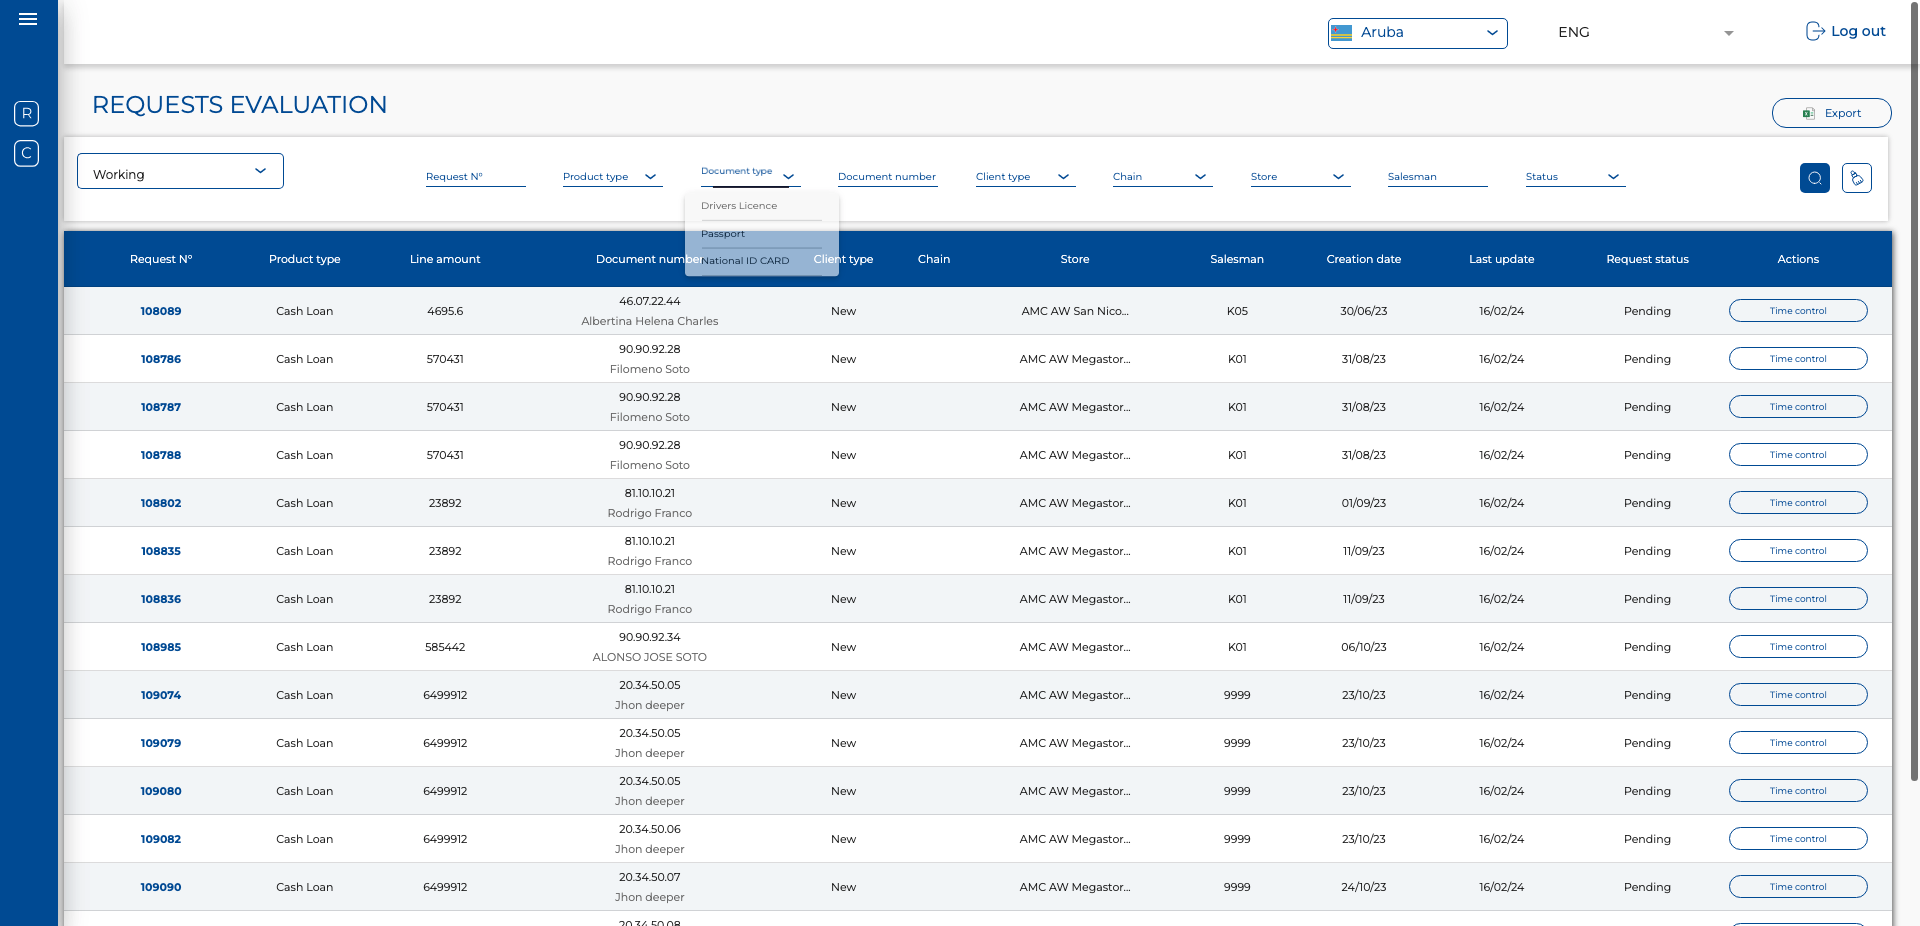 Aruba
ENG
Log out
R
C
REQUESTS EVALUATION
Export
Working
Request N°
Product type
Document type
Document number
Client type
Chain
Store
Salesman
Status
Drivers Licence
Passport
National ID CARD
Request N° Product type Line amount Document number Client type Chain Store Salesman Creation date Last update Request status Actions
108089 Cash Loan 4695.6 46.07.22.44 New AMC AW San Nico... K05 30/06/23 16/02/24 Pending Time control
Albertina Helena Charles
108786 Cash Loan 570431 90.90.92.28 New AMC AW Megastor... K01 31/08/23 16/02/24 Pending Time control
Filomeno Soto
108787 Cash Loan 570431 90.90.92.28 New AMC AW Megastor... K01 31/08/23 16/02/24 Pending Time control
Filomeno Soto
108788 Cash Loan 570431 90.90.92.28 New AMC AW Megastor... K01 31/08/23 16/02/24 Pending Time control
Filomeno Soto
108802 Cash Loan 23892 81.10.10.21 New AMC AW Megastor... K01 01/09/23 16/02/24 Pending Time control
Rodrigo Franco
108835 Cash Loan 23892 81.10.10.21 New AMC AW Megastor... K01 11/09/23 16/02/24 Pending Time control
Rodrigo Franco
108836 Cash Loan 23892 81.10.10.21 New AMC AW Megastor... K01 11/09/23 16/02/24 Pending Time control
Rodrigo Franco
108985 Cash Loan 585442 90.90.92.34 New AMC AW Megastor... K01 06/10/23 16/02/24 Pending Time control
ALONSO JOSE SOTO
109074 Cash Loan 6499912 20.34.50.05 New AMC AW Megastor... 9999 23/10/23 16/02/24 Pending Time control
Jhon deeper
109079 Cash Loan 6499912 20.34.50.05 New AMC AW Megastor... 9999 23/10/23 16/02/24 Pending Time control
Jhon deeper
109080 Cash Loan 6499912 20.34.50.05 New AMC AW Megastor... 9999 23/10/23 16/02/24 Pending Time control
Jhon deeper
109082 Cash Loan 6499912 20.34.50.06 New AMC AW Megastor... 9999 23/10/23 16/02/24 Pending Time control
Jhon deeper
109090 Cash Loan 6499912 20.34.50.07 New AMC AW Megastor... 9999 24/10/23 16/02/24 Pending Time control
Jhon deeper
20.34.50.08